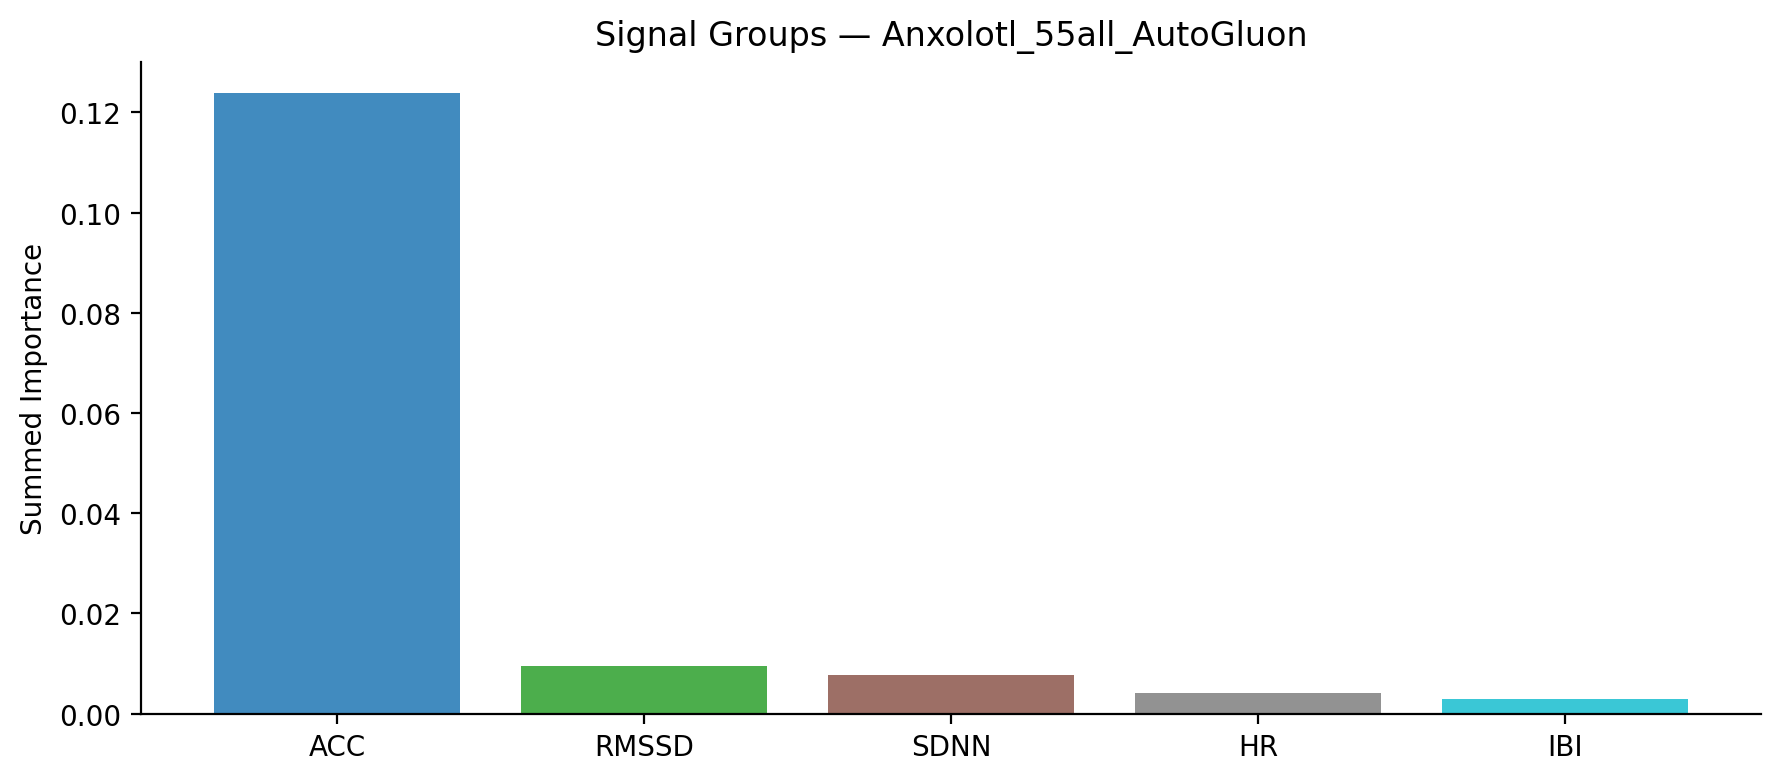 Signal Groups — Anxolotl_55all_AutoGluon
Summed Importance
0.12
0.10
0.08
0.06
0.04
0.02
0.00
ACC RMSSD SDNN HR IBI